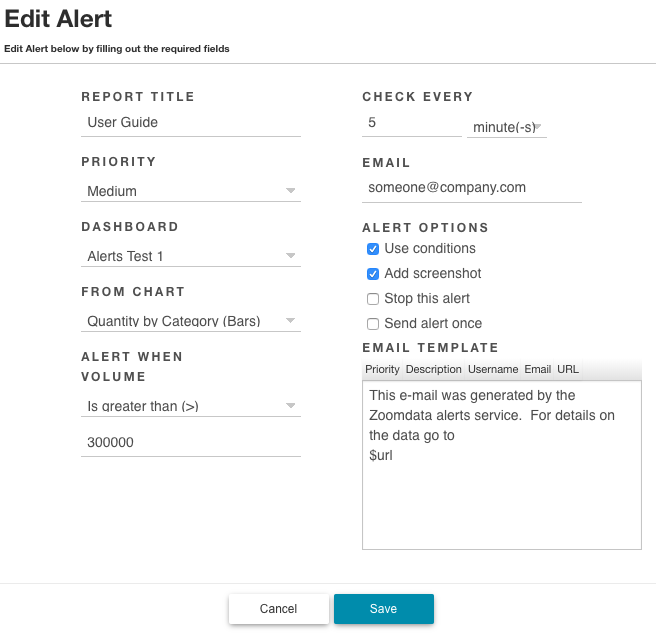 Edit Alert
Edit Alert below by filling out the required fields
REPORT TITLE
User Guide
PRIORITY
Medium
DASHBOARD
Alerts Test 1
FROM CHART
Quantity by Category (Bars)
ALERT WHEN
VOLUME
Is greater than (>)
300000
CHECK EVERY
5
minute(-s)
EMAIL
someone@company.com
ALERT OPTIONS
Use conditions
Add screenshot
Stop this alert
Send alert once
EMAIL TEMPLATE
Priority Description Username Email URL
This e-mail was generated by the
Zoomdata alerts service.  For details on
the data go to
$url
Cancel
Save